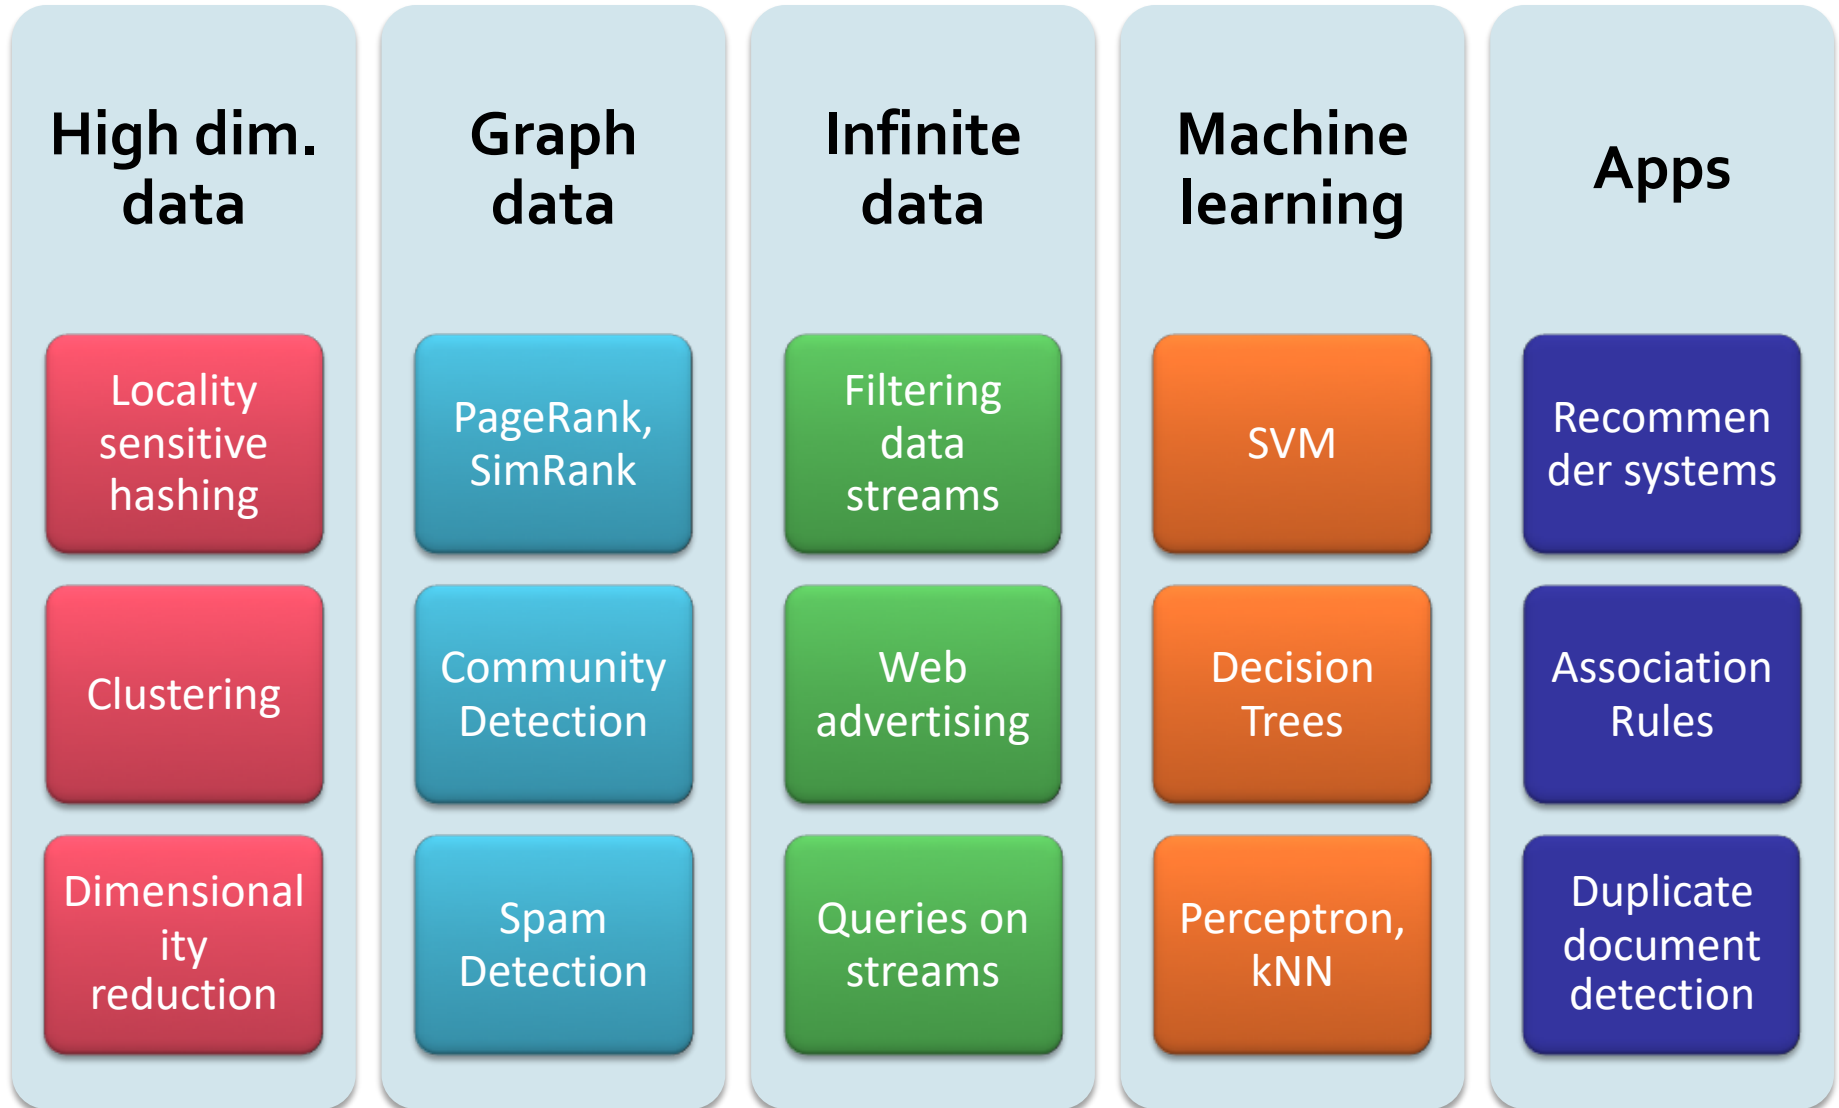 High dim.
data
Locality
sensitive
hashing
Clustering
Dimensional
ity
reduction
Graph
data
PageRank,
SimRank
Community
Detection
Spam
Detection
Infinite
data
Filtering
data
streams
Web
advertising
Queries on
streams
Machine
learning
SVM
Decision
Trees
Perceptron,
kNN
Apps
Recommen
der systems
Association
Rules
Duplicate
document
detection